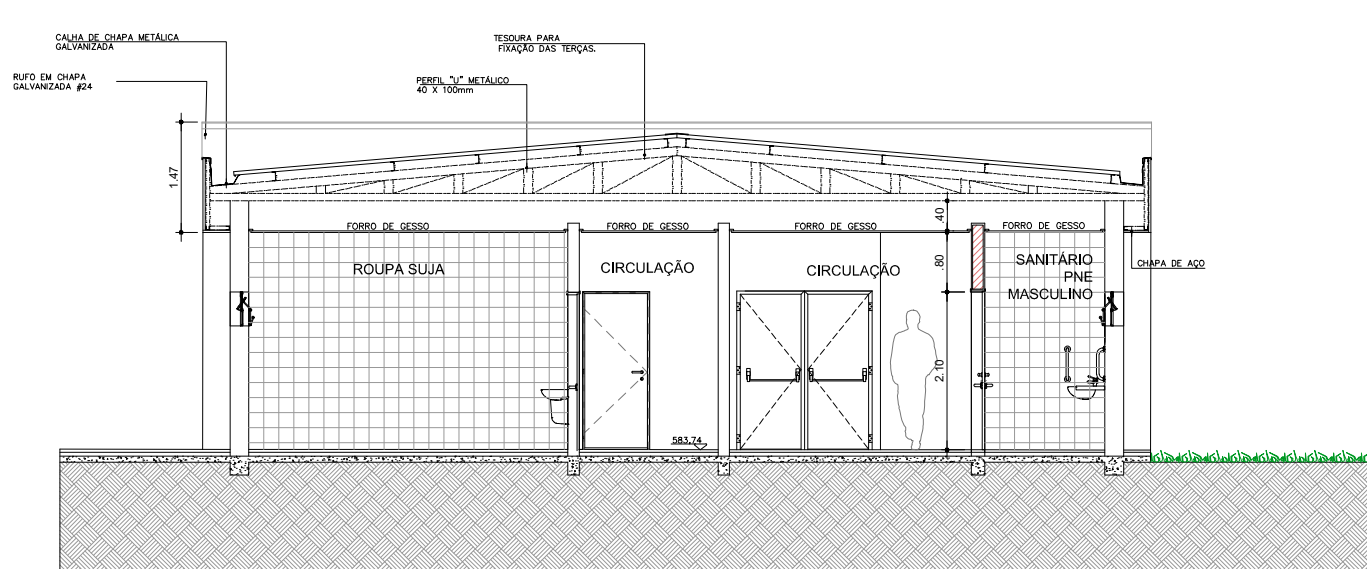 CALHA DE CHAPA METÁLICA
GALVANIZADA
TESOURA PARA
FIXAÇÃO DAS TERÇAS.
RUFO EM CHAPA
GALVANIZADA #24
PERFIL "U" METÁLICO
40 X 100mm
1.47
.40
FORRO DE GESSO
FORRO DE GESSO
FORRO DE GESSO
FORRO DE GESSO
ROUPA SUJA
CIRCULAÇÃO
CIRCULAÇÃO
.80
SANITÁRIO
PNE
MASCULINO
CHAPA DE AÇO
2.10
583,74